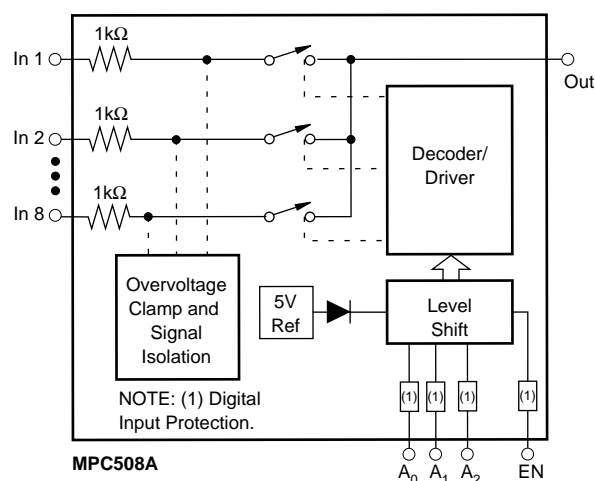 1kΩ
In 1
Out
1kΩ
In 2
Decoder/
Driver
1kΩ
In 8
Overvoltage
Clamp and
Signal
Isolation
5V
Ref
Level
Shift
(1) (1) (1) (1)
NOTE: (1) Digital
Input Protection.
MPC508A
A0 A1 A2 EN